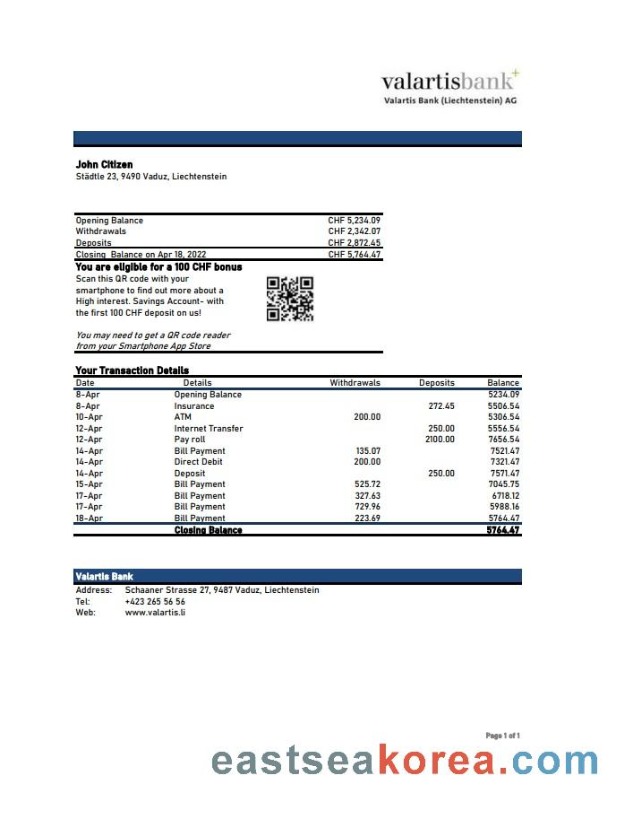 valartisbank+
Valartis Bank (Liechtenstein) AG
John Citizen
Städtle 23, 9490 Vaduz, Liechtenstein
Opening Balance CHF 5,234.09
Withdrawals CHF 2,342.07
Deposits CHF 2,872.45
Closing Balance on Apr 18, 2022 CHF 5,764.47
You are eligible for a 100 CHF bonus
Scan this QR code with your
smartphone to find out more about a
High interest. Savings Account- with
the first 100 CHF deposit on us!
You may need to get a QR code reader
from your Smartphone App Store
Your Transaction Details
Date Details Withdrawals Deposits Balance
8-Apr Opening Balance 5234.09
8-Apr Insurance 272.45 5506.54
10-Apr ATM 200.00 5306.54
12-Apr Internet Transfer 250.00 5556.54
12-Apr Pay roll 2100.00 7656.54
14-Apr Bill Payment 135.07 7521.47
14-Apr Direct Debit 200.00 7321.47
14-Apr Deposit 250.00 7571.47
15-Apr Bill Payment 525.72 7045.75
17-Apr Bill Payment 327.63 6718.12
17-Apr Bill Payment 729.96 5988.16
18-Apr Bill Payment 223.69 5764.47
Closing Balance 5764.47
Valartis Bank
Address: Schaaner Strasse 27, 9487 Vaduz, Liechtenstein
Tel: +423 265 56 56
Web: www.valartis.li
Page 1 of 1
eastseakorea.com